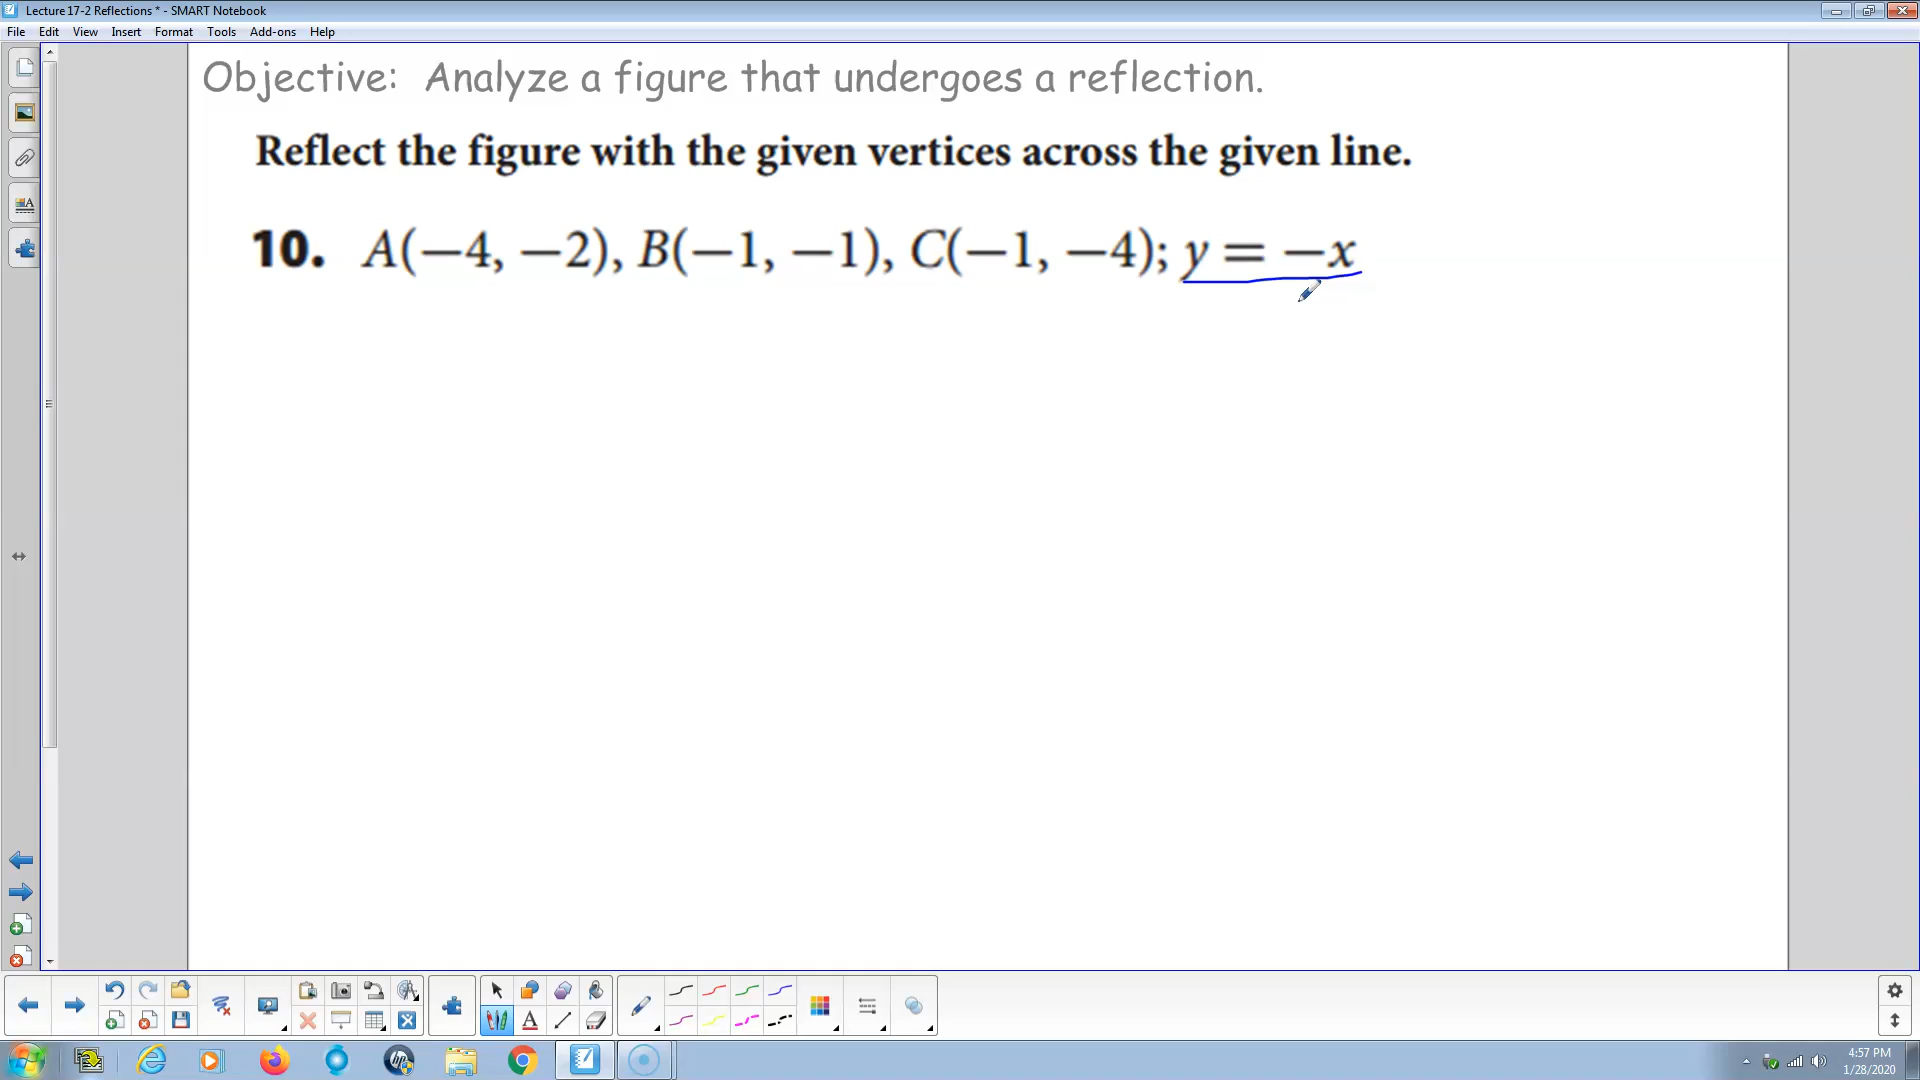 Lecture 17-2 Reflections * - SMART Notebook
File Edit View Insert Format Tools Add-ons Help
Objective: Analyze a figure that undergoes a reflection.
Reflect the figure with the given vertices across the given line.
10. A(−4, −2), B(−1, −1), C(−1, −4); y = −x
4:57 PM
1/28/2020